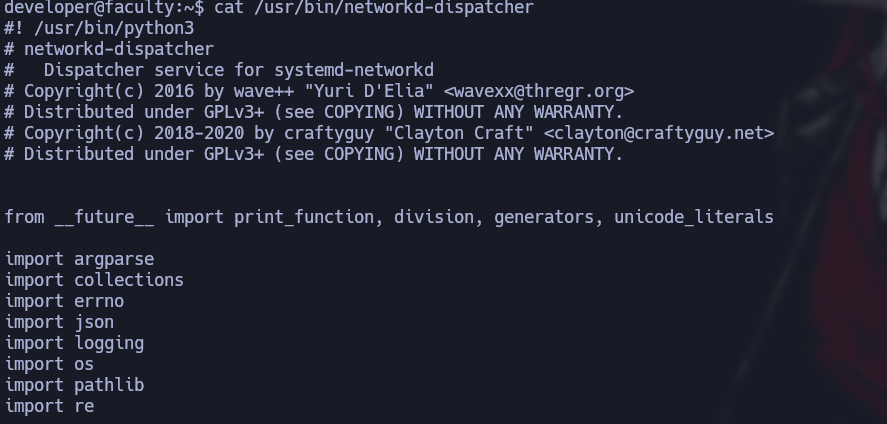 developer@faculty:~$ cat /usr/bin/networkd-dispatcher
#! /usr/bin/python3
# networkd-dispatcher
#   Dispatcher service for systemd-networkd
# Copyright(c) 2016 by wave++ "Yuri D'Elia" <wavexx@thregr.org>
# Distributed under GPLv3+ (see COPYING) WITHOUT ANY WARRANTY.
# Copyright(c) 2018-2020 by craftyguy "Clayton Craft" <clayton@craftyguy.net>
# Distributed under GPLv3+ (see COPYING) WITHOUT ANY WARRANTY.
from __future__ import print_function, division, generators, unicode_literals
import argparse
import collections
import errno
import json
import logging
import os
import pathlib
import re